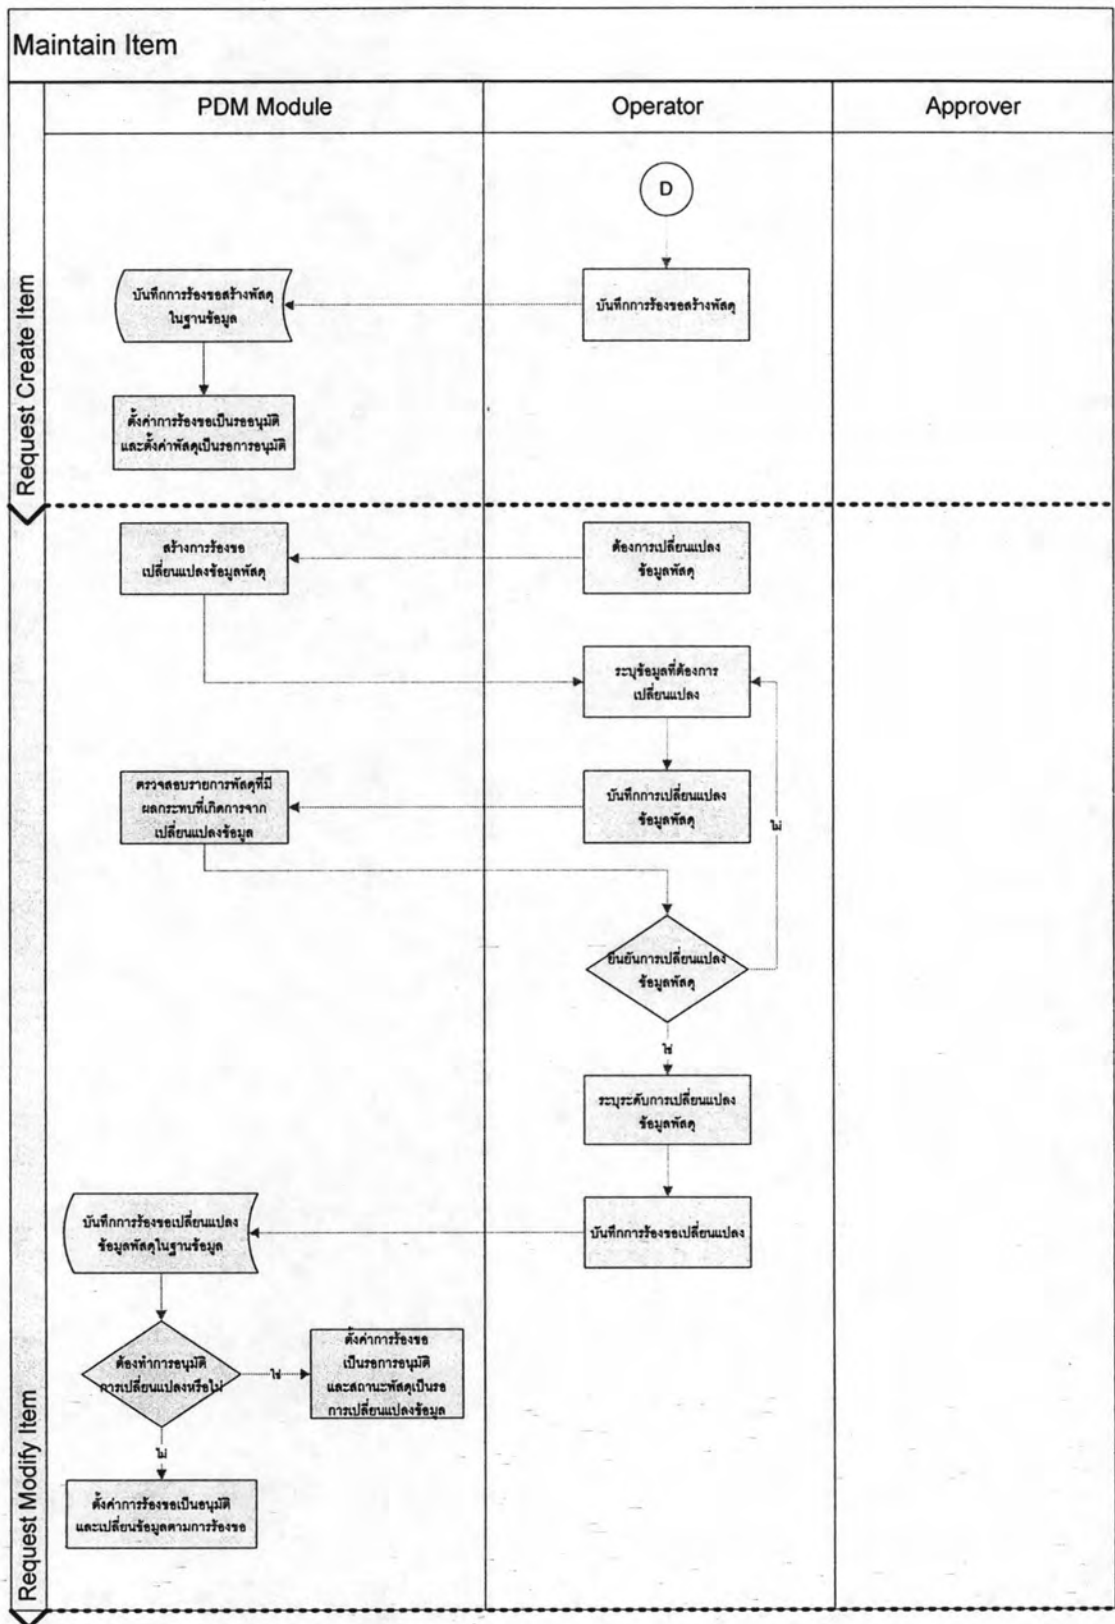 Maintain Item
PDM Module
Operator
Approver
Request Create Item
D
บันทึกการร้องขอสร้างพัสดุ
ในฐานข้อมูล
บันทึกการร้องขอสร้างพัสดุ
ตั้งค่าการร้องขอเป็นรออนุมัติ
และตั้งค่าพัสดุเป็นรอการอนุมัติ
Request Modify Item
สร้างการร้องขอ
เปลี่ยนแปลงข้อมูลพัสดุ
ต้องการเปลี่ยนแปลง
ข้อมูลพัสดุ
ระบุข้อมูลที่ต้องการ
เปลี่ยนแปลง
ตรวจสอบรายการพัสดุที่มี
ผลกระทบที่เกิดการจาก
เปลี่ยนแปลงข้อมูล
บันทึกการเปลี่ยนแปลง
ข้อมูลพัสดุ
ไม่
ยืนยันการเปลี่ยนแปลง
ข้อมูลพัสดุ
ใช่
ระบุระดับการเปลี่ยนแปลง
ข้อมูลพัสดุ
บันทึกการร้องขอเปลี่ยนแปลง
ข้อมูลพัสดุในฐานข้อมูล
บันทึกการร้องขอเปลี่ยนแปลง
ต้องทำการอนุมัติ
การเปลี่ยนแปลงหรือไม่
ใช่
ตั้งค่าการร้องขอ
เป็นรอการอนุมัติ
และสถานะพัสดุเป็นรอ
การเปลี่ยนแปลงข้อมูล
ไม่
ตั้งค่าการร้องขอเป็นอนุมัติ
และเปลี่ยนข้อมูลตามการร้องขอ